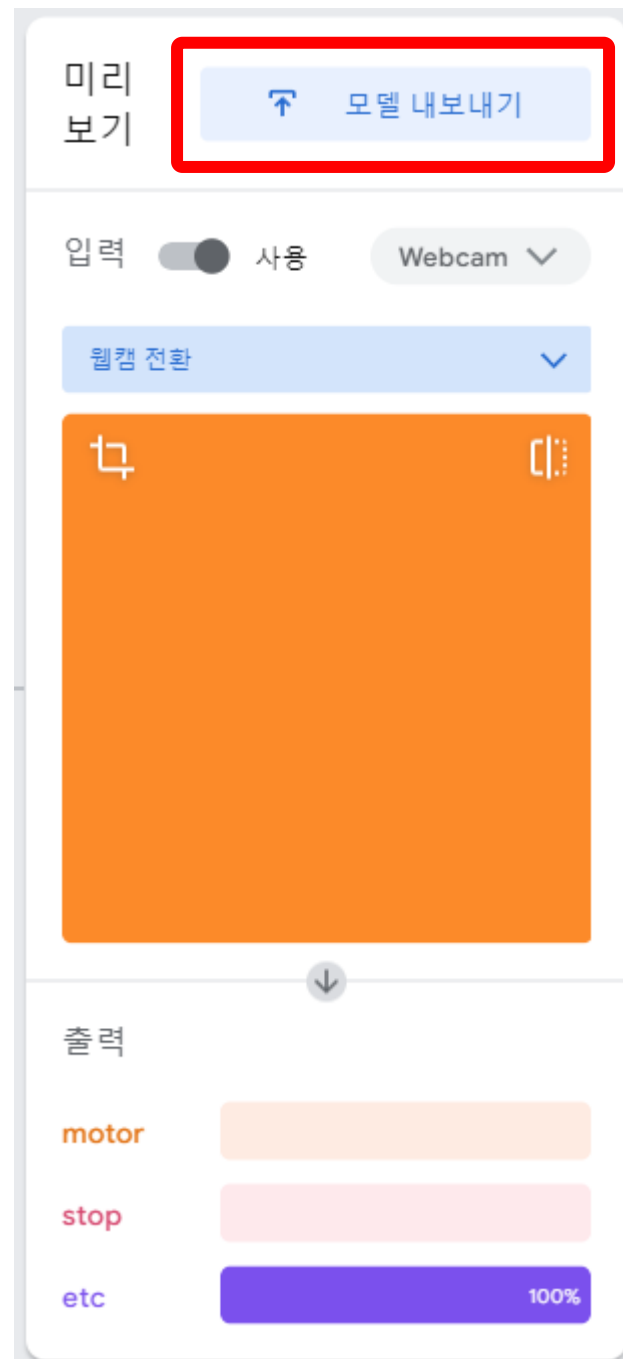 미리
보기
모델 내보내기
입력 사용 Webcam
웹캠 전환
출력
motor
stop
etc 100%